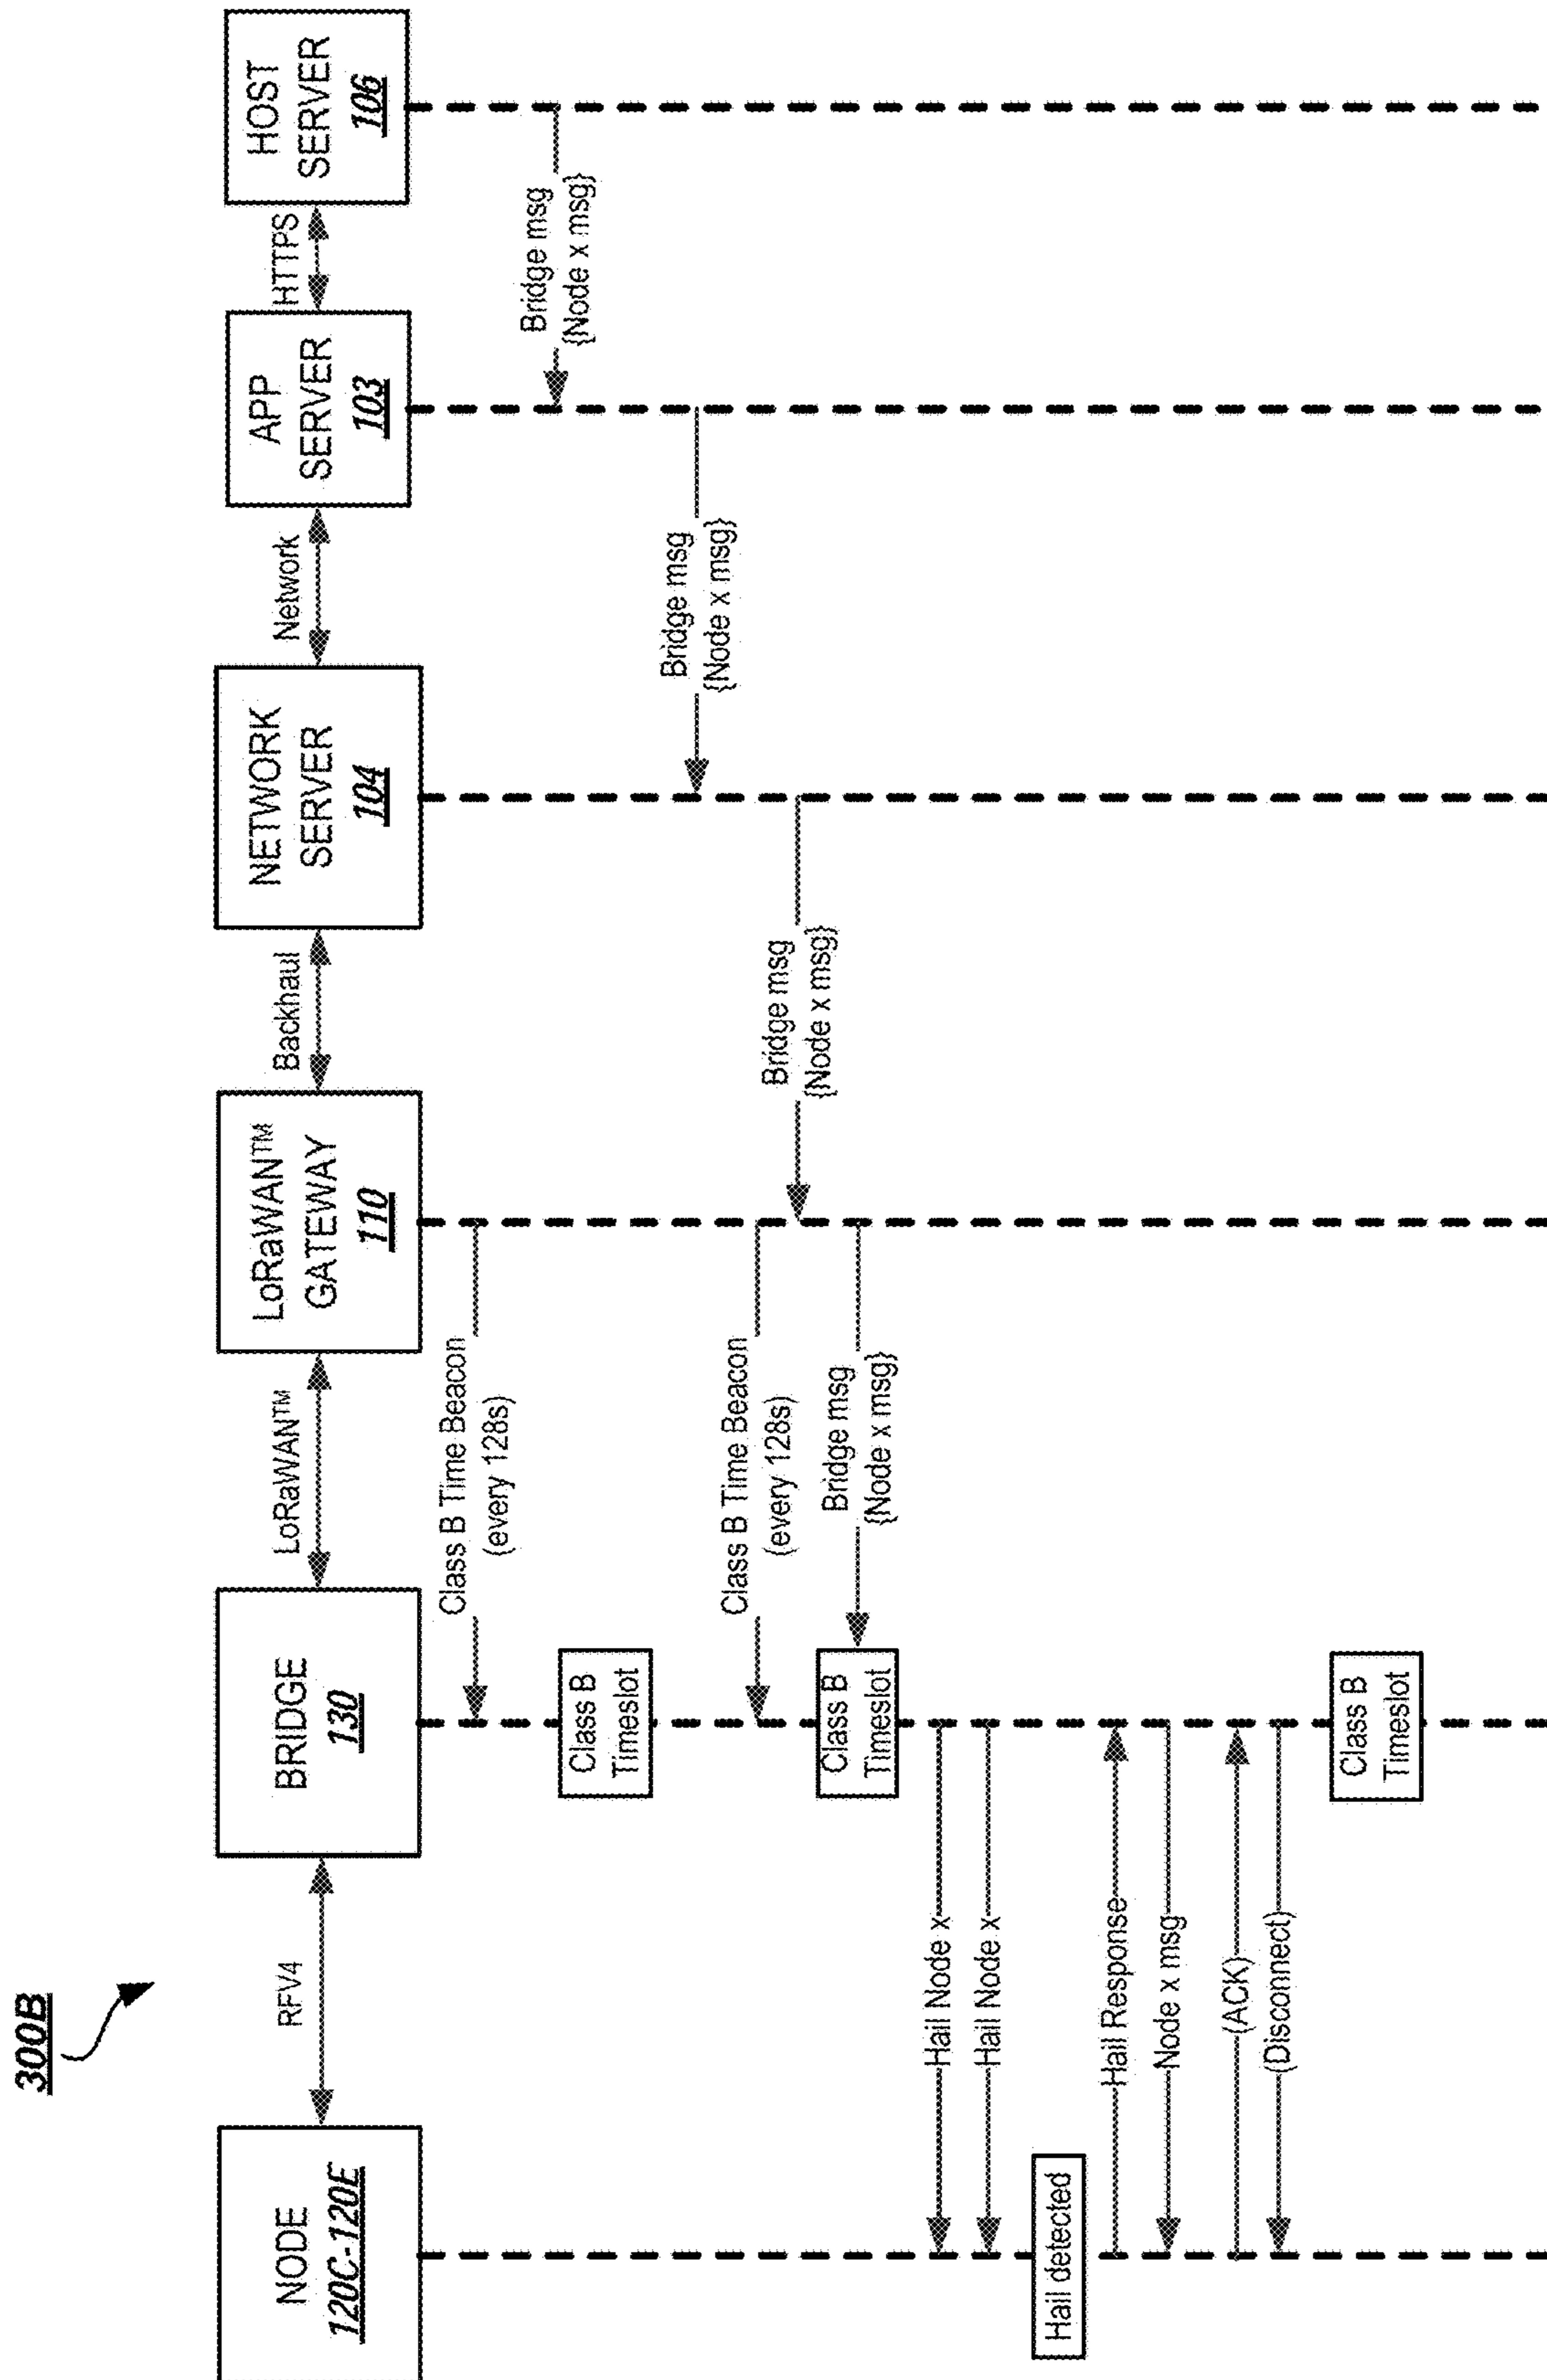 300B
NODE
120C-120E
RFV4
BRIDGE
130
LoRaWAN™
LoRaWAN™
GATEWAY
110
Backhaul
NETWORK
SERVER
104
Network
APP
SERVER
103
HTTPS
HOST
SERVER
106
Class B Time Beacon
(every 128s)
Bridge msg
{Node x msg}
Class B
Timeslot
Bridge msg
{Node x msg}
Class B Time Beacon
(every 128s)
Bridge msg
{Node x msg}
Class B
Timeslot
Bridge msg
{Node x msg}
Hail Node x
Hail Node x
Hail detected
Hail Response
Node x msg
(ACK)
(Disconnect)
Class B
Timeslot